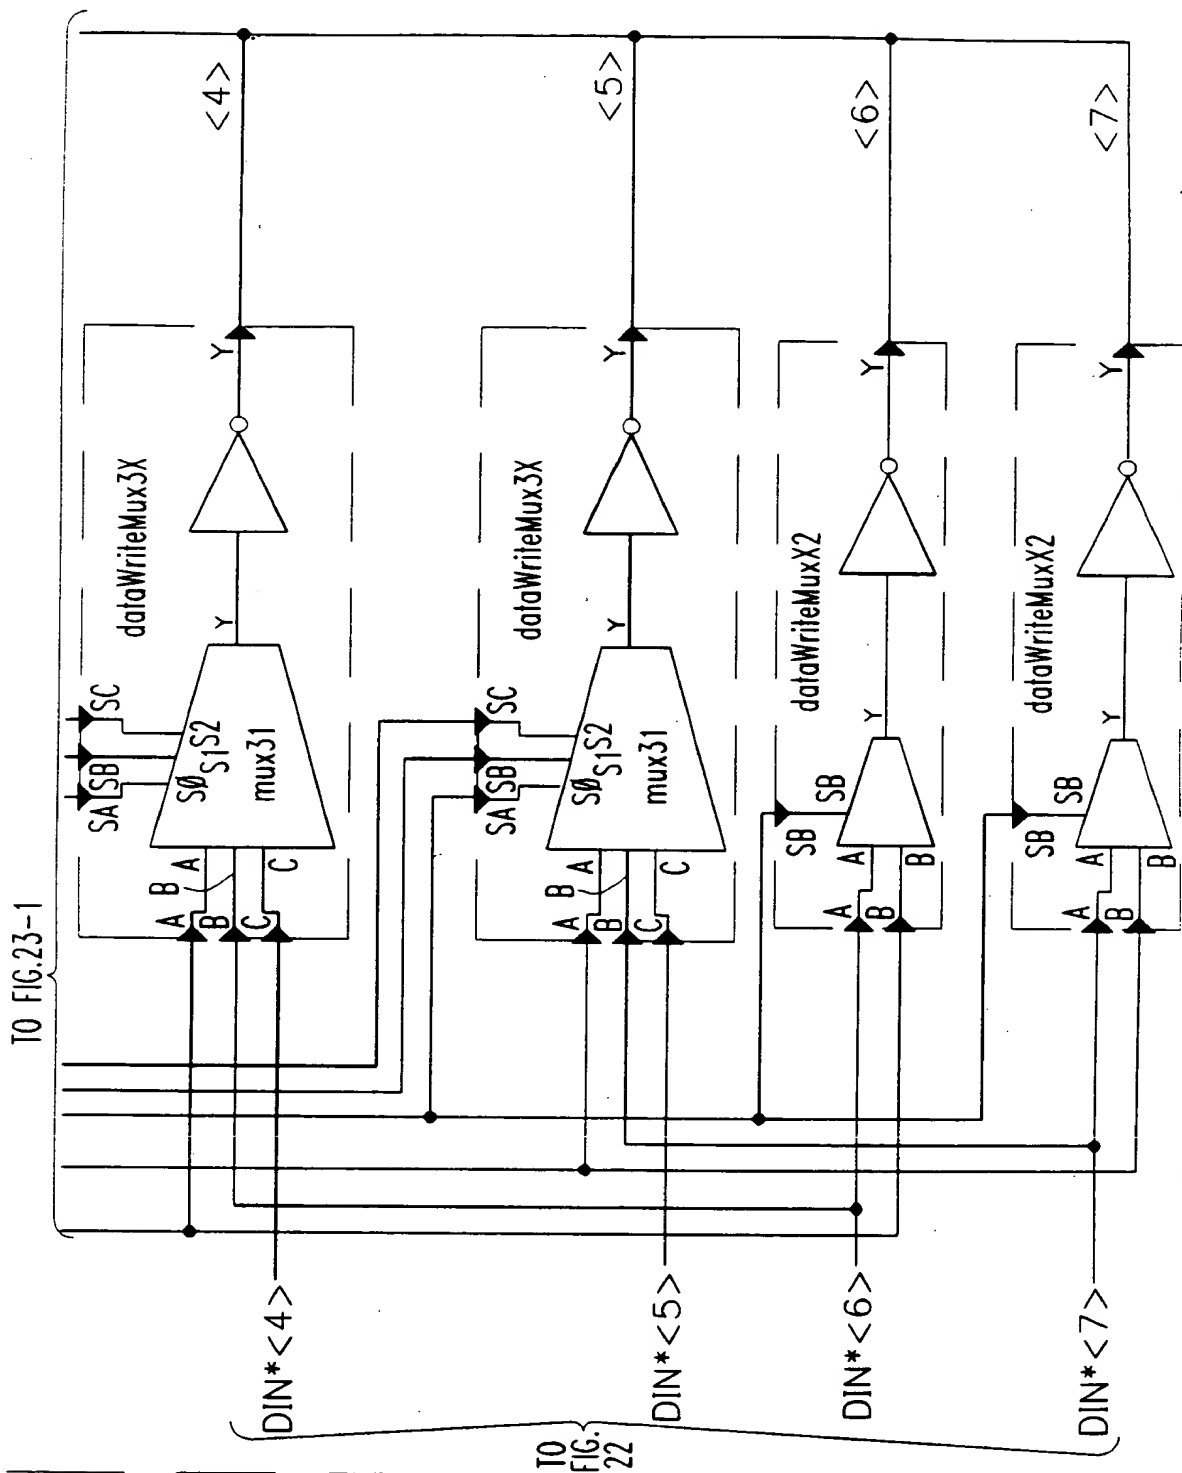 TO FIG.23-1
<4>
<5>
<6>
<7>
Y
Y
Y
Y
dataWriteMux3X
dataWriteMux3X
dataWriteMuxX2
dataWriteMuxX2
Y
Y
Y
Y
SA SB SC
SØ S1 S2
mux31
A B C
A B C
SA SB SC
SØ S1 S2
mux31
A B C
A B C
SB SB
A B
A B
SB SB
A B
A B
DIN*<4>
DIN*<5>
DIN*<6>
DIN*<7>
TO
FIG.
22